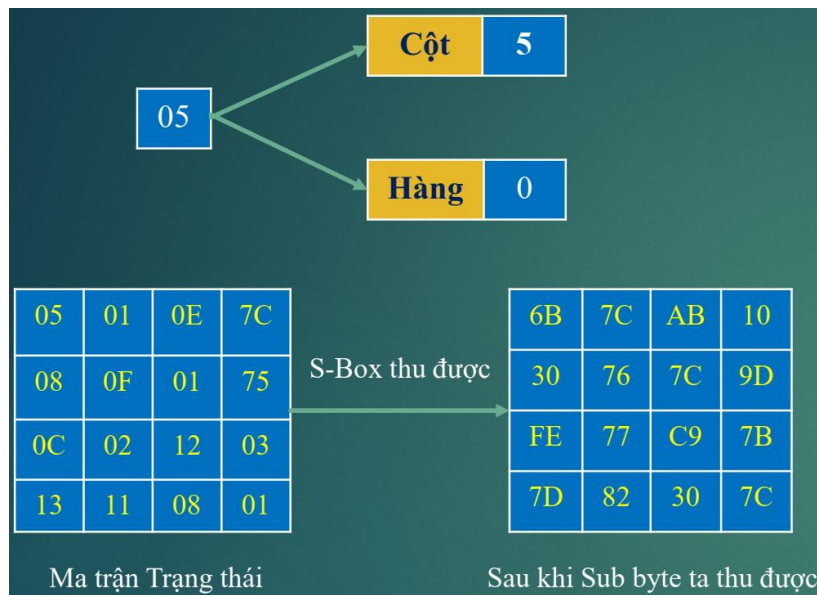 Cột 5
05
Hàng 0
05 01 0E 7C
08 0F 01 75
0C 02 12 03
13 11 08 01
S-Box thu được
6B 7C AB 10
30 76 7C 9D
FE 77 C9 7B
7D 82 30 7C
Ma trận Trạng thái
Sau khi Sub byte ta thu được